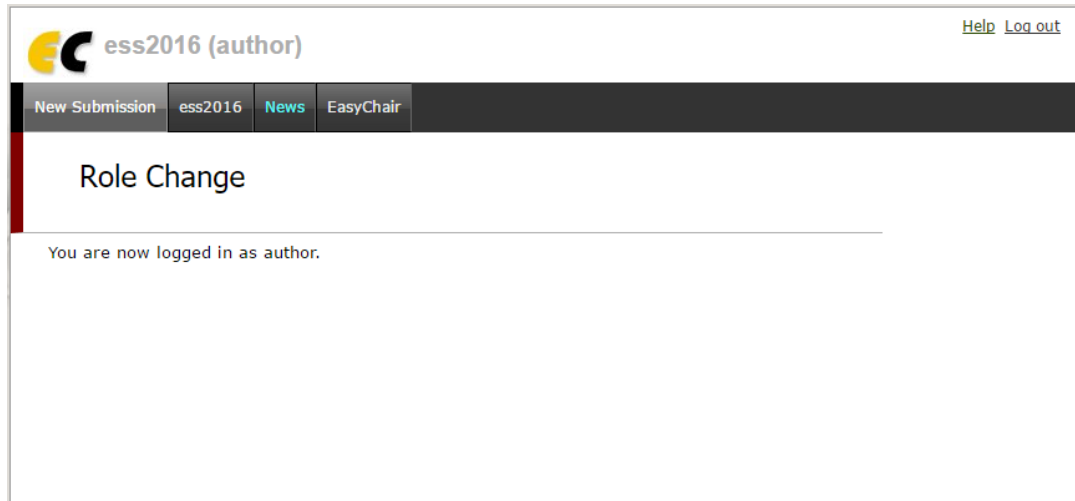 Help Log out
EC ess2016 (author)
New Submission ess2016 News EasyChair
Role Change
You are now logged in as author.